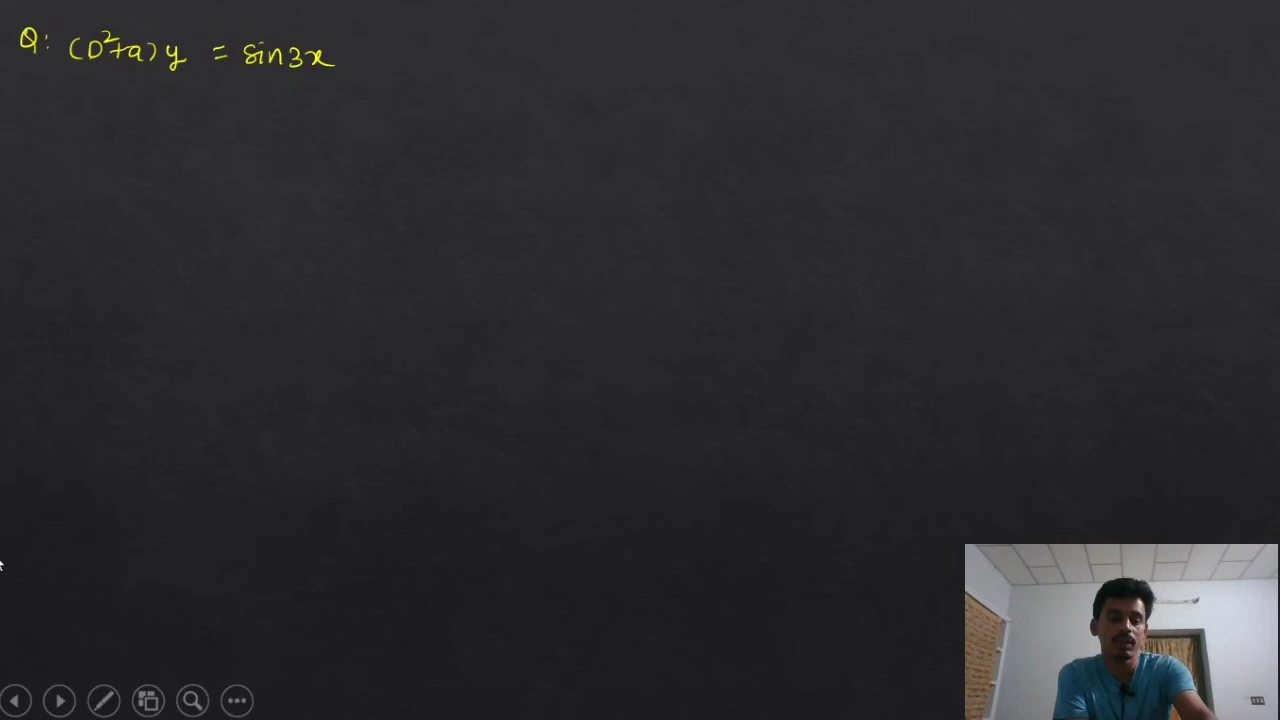 Q: (D²+a)y = sin3x